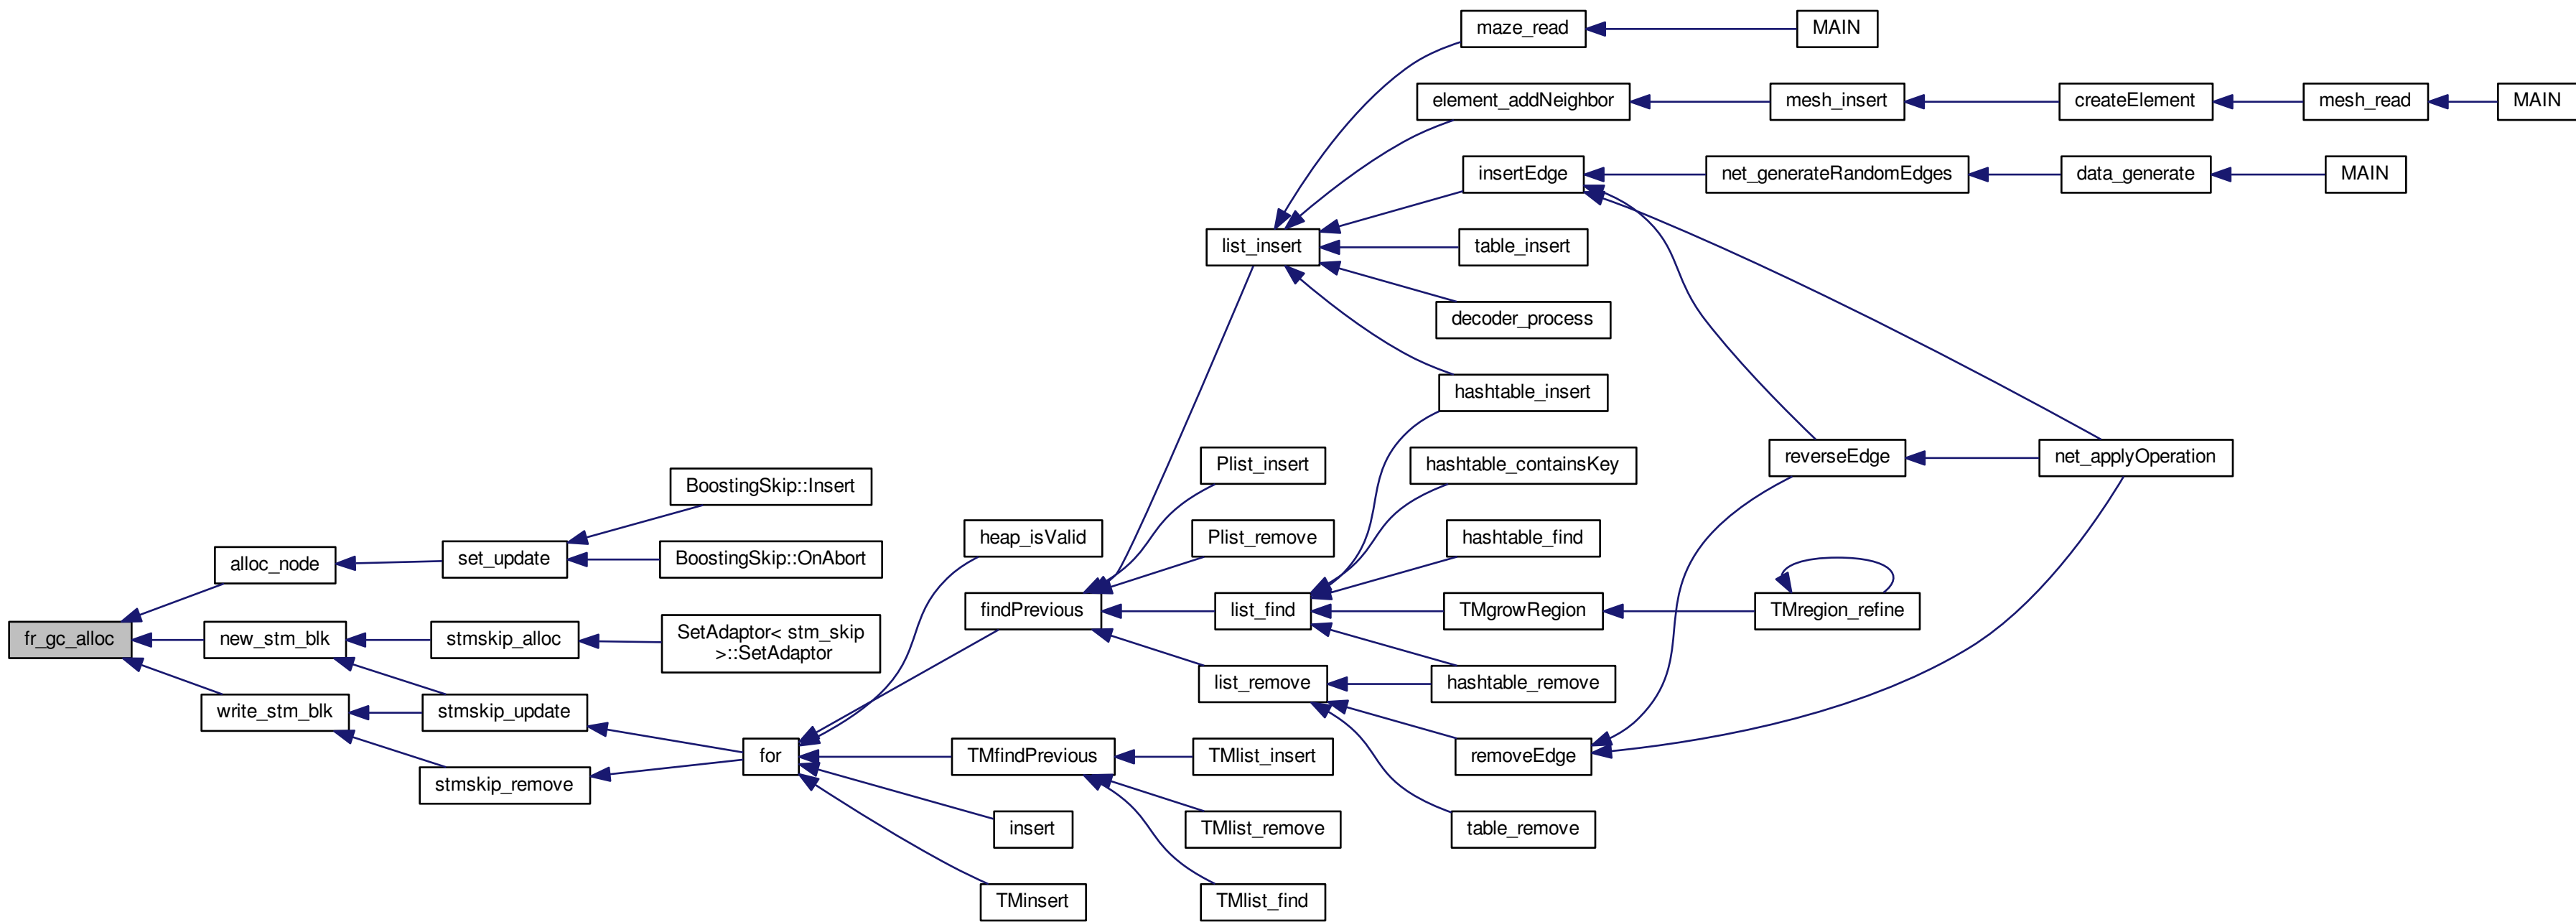 maze_read
MAIN
element_addNeighbor
mesh_insert
createElement
mesh_read
MAIN
insertEdge
net_generateRandomEdges
data_generate
MAIN
list_insert
table_insert
decoder_process
hashtable_insert
Plist_insert
hashtable_containsKey
reverseEdge
net_applyOperation
BoostingSkip::Insert
heap_isValid
Plist_remove
hashtable_find
alloc_node
set_update
BoostingSkip::OnAbort
findPrevious
list_find
TMgrowRegion
TMregion_refine
fr_gc_alloc
new_stm_blk
stmskip_alloc
SetAdaptor< stm_skip
>::SetAdaptor
list_remove
hashtable_remove
write_stm_blk
stmskip_update
for
TMfindPrevious
TMlist_insert
removeEdge
stmskip_remove
insert
TMlist_remove
table_remove
TMinsert
TMlist_find